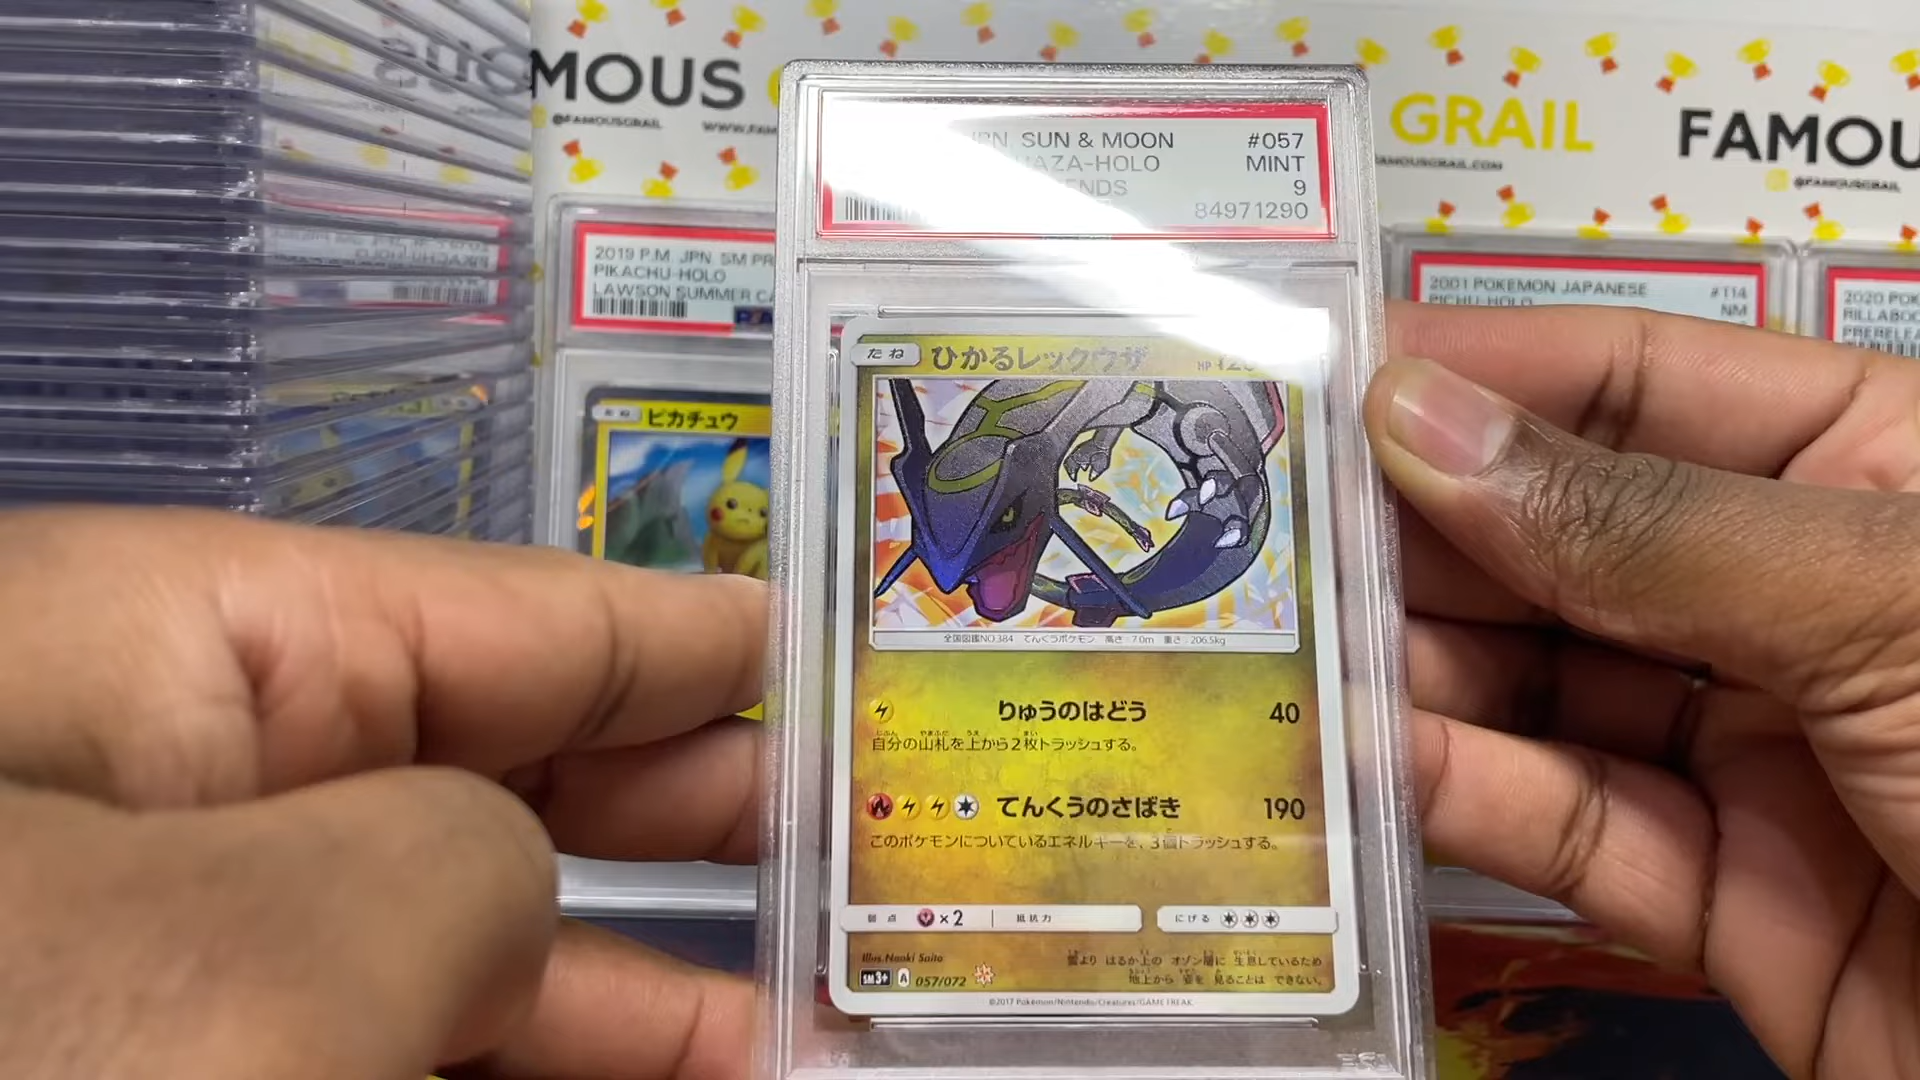 MOUS
GRAIL
FAMOU
@FAMOUSGRAIL
WWW.FAM
AMOUSGRAIL.COM
@FAMOUSGRAIL
JPN. SUN & MOON #057
UAZA-HOLO MINT
ENDS 9
84971290
2019 P.M. JPN. SM PR
PIKACHU-HOLO
LAWSON SUMMER CA
2001 POKEMON JAPANESE #114
PICHU-HOLO NM
2020 POK
RILLABOO
PRERELEA
たね ピカチュウ
たね ひかるレックウザ HP 12
全国図鑑NO.384 てんくうポケモン 高さ:7.0m 重さ:206.5kg
りゅうのはどう 40
自分の山札を上から2枚トラッシュする。
てんくうのさばき 190
このポケモンについているエネルギーを、3個トラッシュする。
弱点 ×2 抵抗力 にげる
Illus.Naoki Saito
雲より はるか上の オゾン層に 生息しているため
SM3+ A 057/072
地上から 姿を 見ることは できない。
©2017 Pokémon/Nintendo/Creatures/GAME FREAK